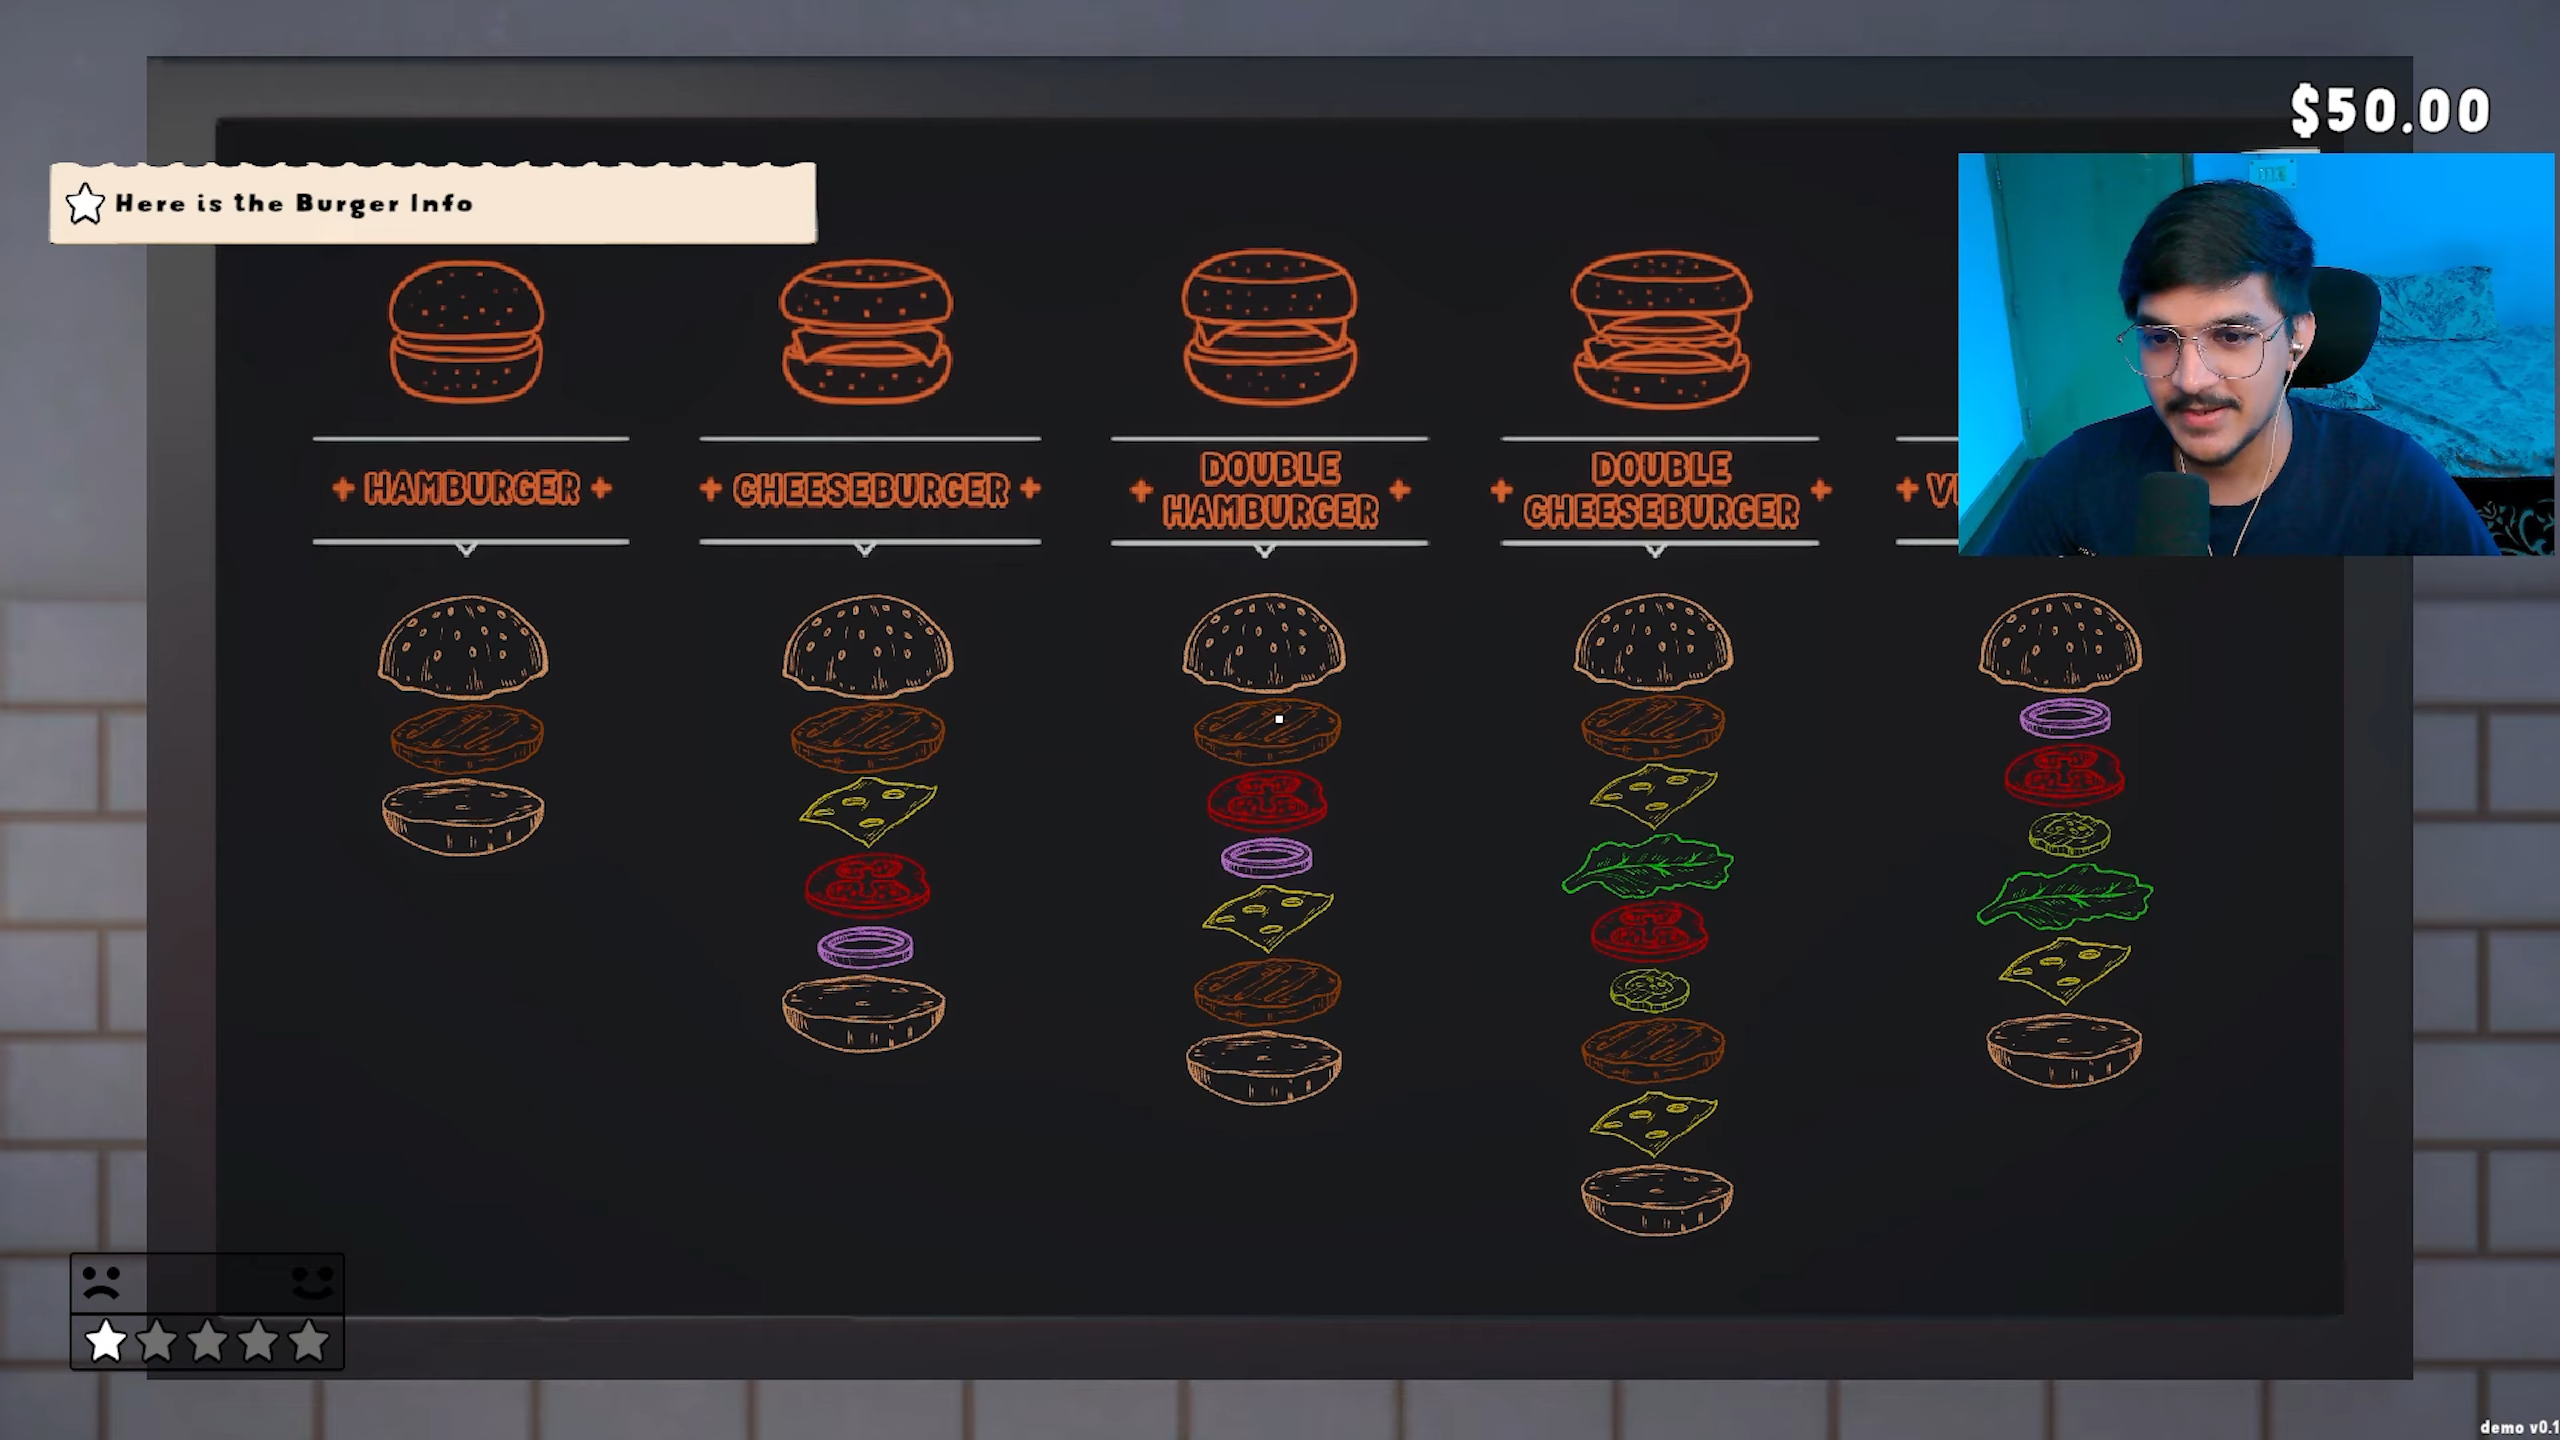 $50.00
Here is the Burger Info
HAMBURGER
CHEESEBURGER
DOUBLE
HAMBURGER
DOUBLE
CHEESEBURGER
demo v0.1